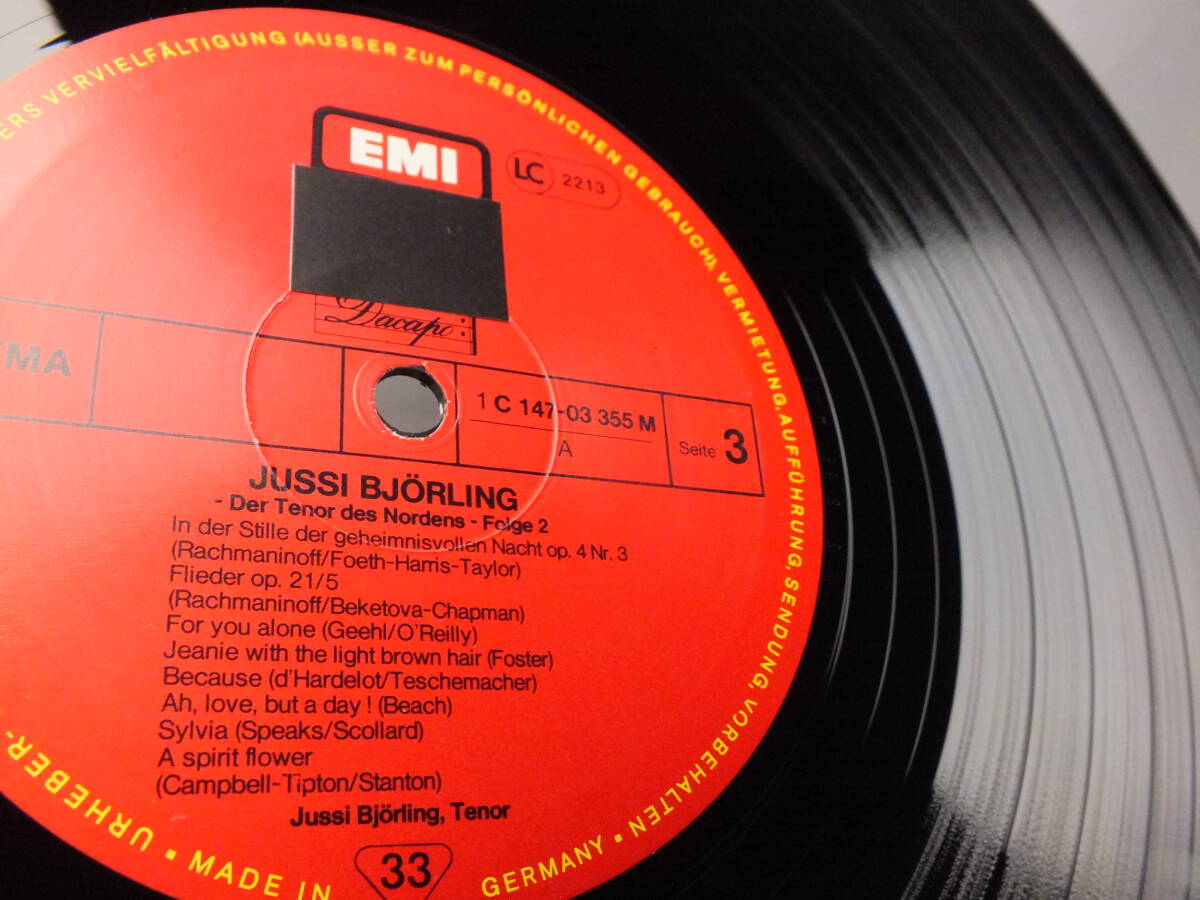 VERVIELFÄLTIGUNG (AUSSER ZUM PERSÖNLICHEN GEBRAUCH), VERMIETUNG, AUFFÜHRUNG, SENDUNG, VORBEHALTEN •
EMI
LC 2213
Dacapo
1 C 147-03 355 M
A
Seite 3
JUSSI BJÖRLING
- Der Tenor des Nordens - Folge 2
In der Stille der geheimnisvollen Nacht op. 4 Nr. 3
(Rachmaninoff/Foeth-Harris-Taylor)
Flieder op. 21/5
(Rachmaninoff/Beketova-Chapman)
For you alone (Geehl/O'Reilly)
Jeanie with the light brown hair (Foster)
Because (d'Hardelot/Teschemacher)
Ah, love, but a day ! (Beach)
Sylvia (Speaks/Scollard)
A spirit flower
(Campbell-Tipton/Stanton)
Jussi Björling, Tenor
33
URHEBER- • MADE IN GERMANY •